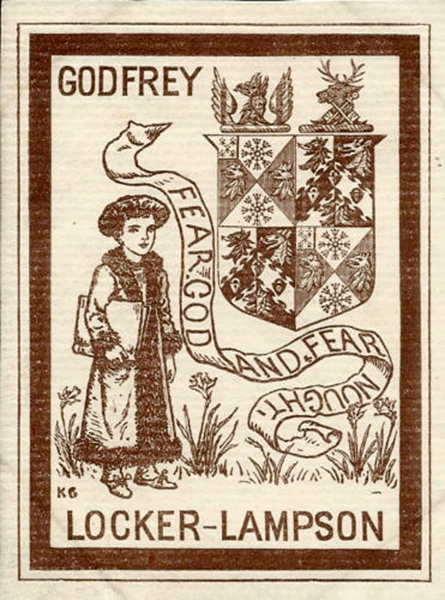 GODFREY
FEAR GOD
AND FEAR
NOUGHT.
KG
LOCKER-LAMPSON